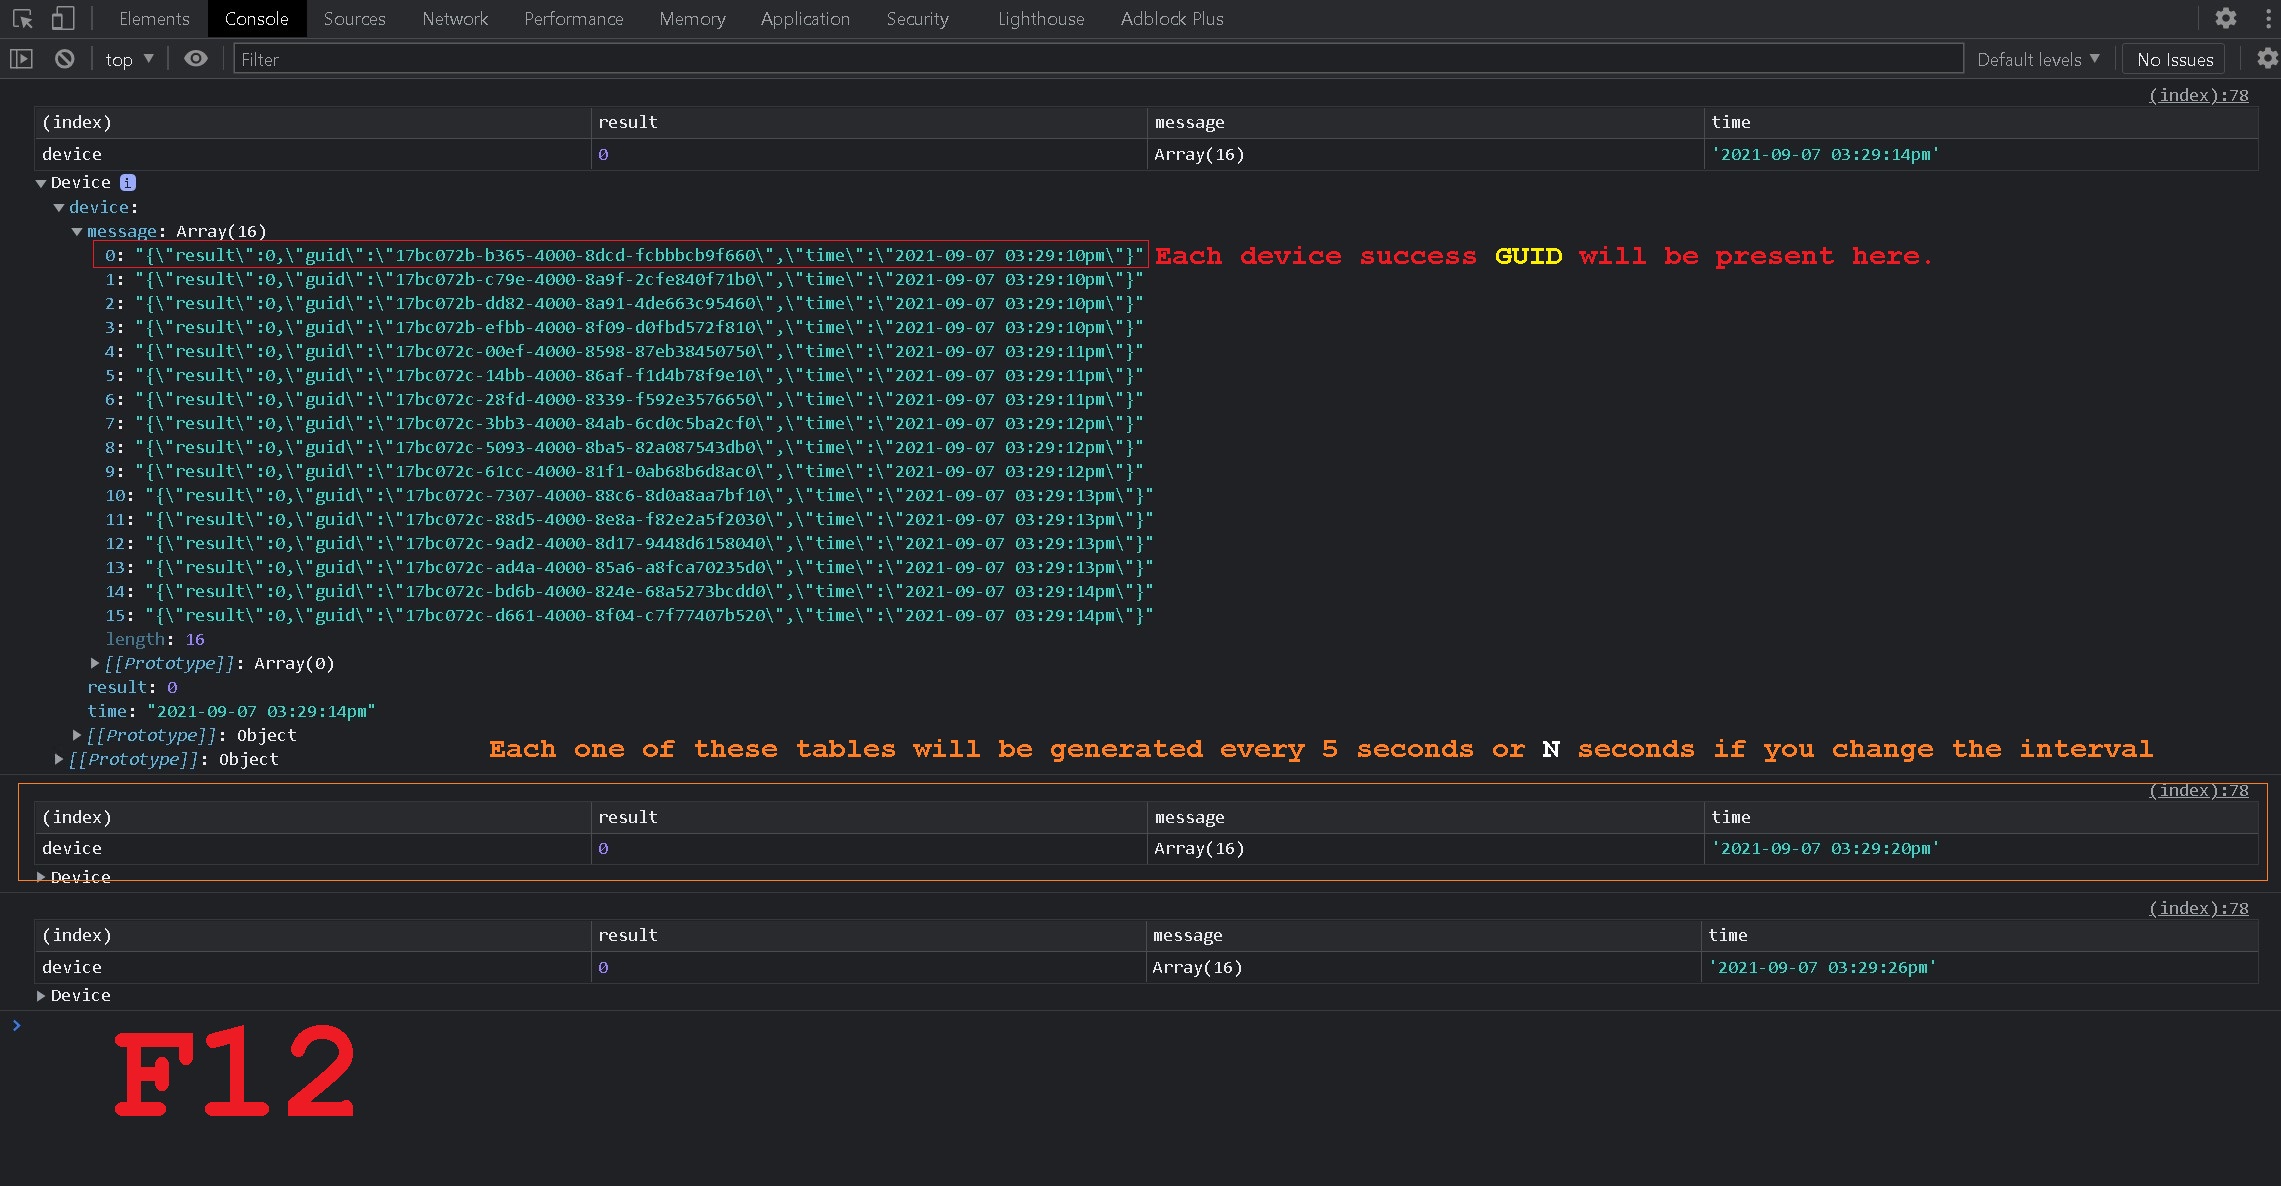 Elements Console Sources Network Performance Memory Application Security Lighthouse Adblock Plus
top Filter Default levels No Issues
(index):78
(index) result message time
device 0 Array(16) '2021-09-07 03:29:14pm'
Device i
device:
message: Array(16)
0: "{\"result\":0,\"guid\":\"17bc072b-b365-4000-8dcd-fcbbbcb9f660\",\"time\":\"2021-09-07 03:29:10pm\"}" Each device success GUID will be present here.
1: "{\"result\":0,\"guid\":\"17bc072b-c79e-4000-8a9f-2cfe840f71b0\",\"time\":\"2021-09-07 03:29:10pm\"}"
2: "{\"result\":0,\"guid\":\"17bc072b-dd82-4000-8a91-4de663c95460\",\"time\":\"2021-09-07 03:29:10pm\"}"
3: "{\"result\":0,\"guid\":\"17bc072b-efbb-4000-8f09-d0fbd572f810\",\"time\":\"2021-09-07 03:29:10pm\"}"
4: "{\"result\":0,\"guid\":\"17bc072c-00ef-4000-8598-87eb38450750\",\"time\":\"2021-09-07 03:29:11pm\"}"
5: "{\"result\":0,\"guid\":\"17bc072c-14bb-4000-86af-f1d4b78f9e10\",\"time\":\"2021-09-07 03:29:11pm\"}"
6: "{\"result\":0,\"guid\":\"17bc072c-28fd-4000-8339-f592e3576650\",\"time\":\"2021-09-07 03:29:11pm\"}"
7: "{\"result\":0,\"guid\":\"17bc072c-3bb3-4000-84ab-6cd0c5ba2cf0\",\"time\":\"2021-09-07 03:29:12pm\"}"
8: "{\"result\":0,\"guid\":\"17bc072c-5093-4000-8ba5-82a087543db0\",\"time\":\"2021-09-07 03:29:12pm\"}"
9: "{\"result\":0,\"guid\":\"17bc072c-61cc-4000-81f1-0ab68b6d8ac0\",\"time\":\"2021-09-07 03:29:12pm\"}"
10: "{\"result\":0,\"guid\":\"17bc072c-7307-4000-88c6-8d0a8aa7bf10\",\"time\":\"2021-09-07 03:29:13pm\"}"
11: "{\"result\":0,\"guid\":\"17bc072c-88d5-4000-8e8a-f82e2a5f2030\",\"time\":\"2021-09-07 03:29:13pm\"}"
12: "{\"result\":0,\"guid\":\"17bc072c-9ad2-4000-8d17-9448d6158040\",\"time\":\"2021-09-07 03:29:13pm\"}"
13: "{\"result\":0,\"guid\":\"17bc072c-ad4a-4000-85a6-a8fca70235d0\",\"time\":\"2021-09-07 03:29:13pm\"}"
14: "{\"result\":0,\"guid\":\"17bc072c-bd6b-4000-824e-68a5273bcdd0\",\"time\":\"2021-09-07 03:29:14pm\"}"
15: "{\"result\":0,\"guid\":\"17bc072c-d661-4000-8f04-c7f77407b520\",\"time\":\"2021-09-07 03:29:14pm\"}"
length: 16
[[Prototype]]: Array(0)
result: 0
time: "2021-09-07 03:29:14pm"
[[Prototype]]: Object
Each one of these tables will be generated every 5 seconds or N seconds if you change the interval
[[Prototype]]: Object
(index):78
(index) result message time
device 0 Array(16) '2021-09-07 03:29:20pm'
Device
(index):78
(index) result message time
device 0 Array(16) '2021-09-07 03:29:26pm'
Device
F12